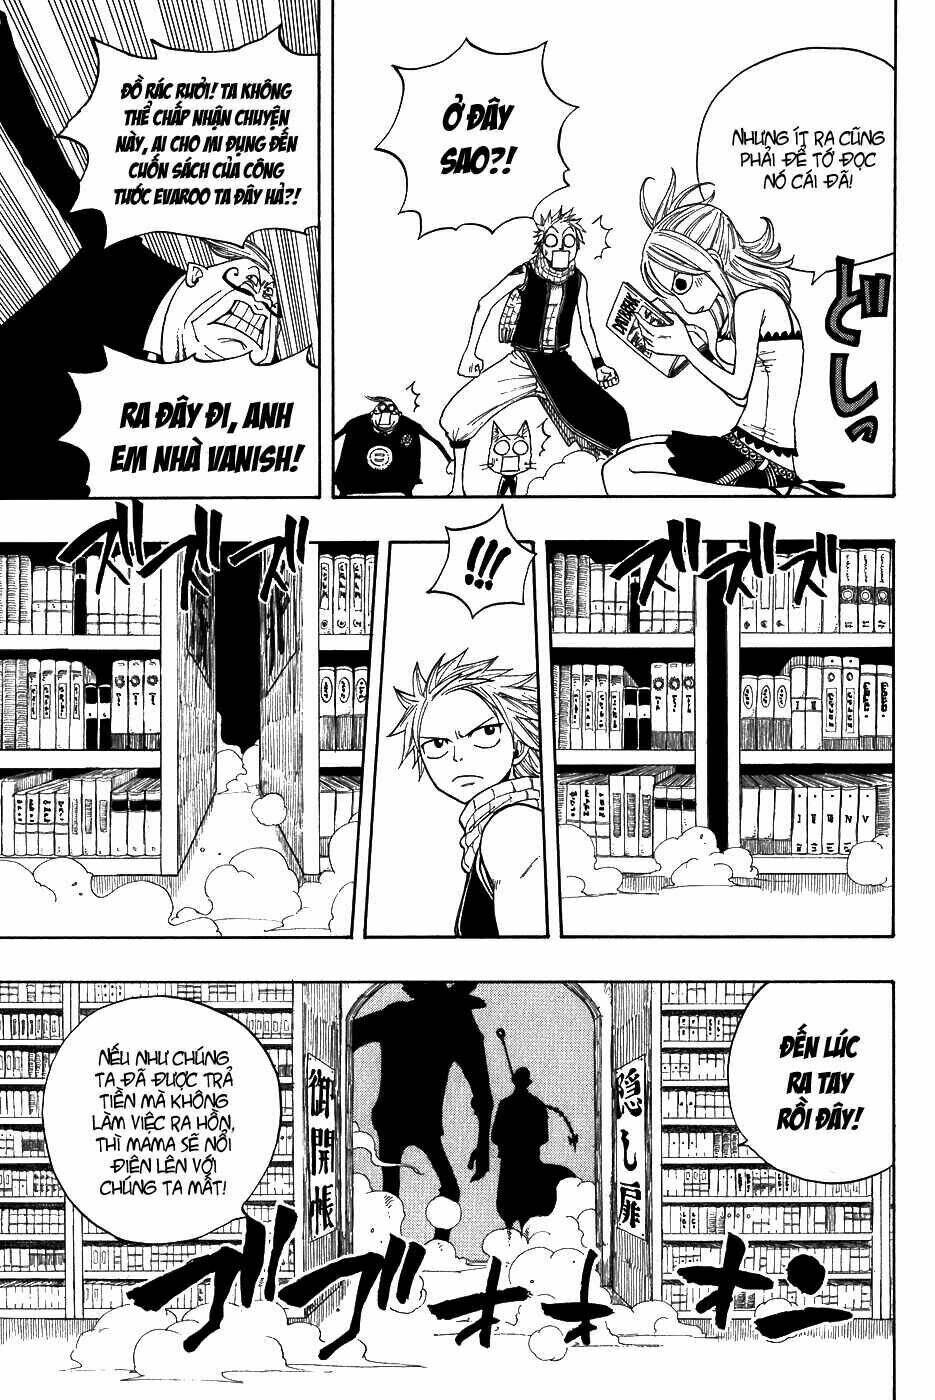 NHƯNG ÍT RA CŨNG
PHẢI ĐỂ TỚ ĐỌC
NÓ CÁI ĐÃ!
Ở ĐÂY
SAO?!
どしっ
ĐỒ RÁC RƯỞI! TA KHÔNG
THỂ CHẤP NHẬN CHUYỆN
NÀY, AI CHO MI ĐỤNG ĐẾN
CUỐN SÁCH CỦA CÔNG
TƯỚC EVAROO TA ĐÂY HẢ?!
RA ĐÂY ĐI, ANH
EM NHÀ VANISH!
ズズズ
!!!
ズズズ
ĐẾN LÚC
RA TAY
RỒI ĐÂY!
隠し扉
御開帳
NẾU NHƯ CHÚNG
TA ĐÃ ĐƯỢC TRẢ
TIỀN MÀ KHÔNG
LÀM VIỆC RA HỒN,
THÌ MAMA SẼ NỔI
ĐIÊN LÊN VỚI
CHÚNG TA MẤT!
ゴゴォォォン